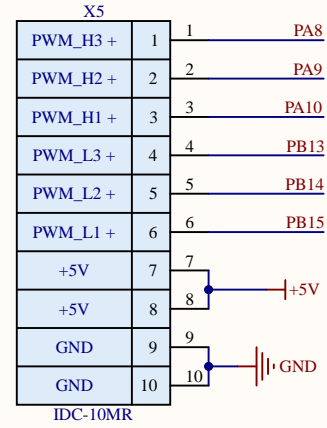 X5
PWM_H3 + 1 1 PA8
PWM_H2 + 2 2 PA9
PWM_H1 + 3 3 PA10
PWM_L3 + 4 4 PB13
PWM_L2 + 5 5 PB14
PWM_L1 + 6 6 PB15
+5V 7 7
+5V
+5V 8 8
GND 9 9
GND
GND 10 10
IDC-10MR